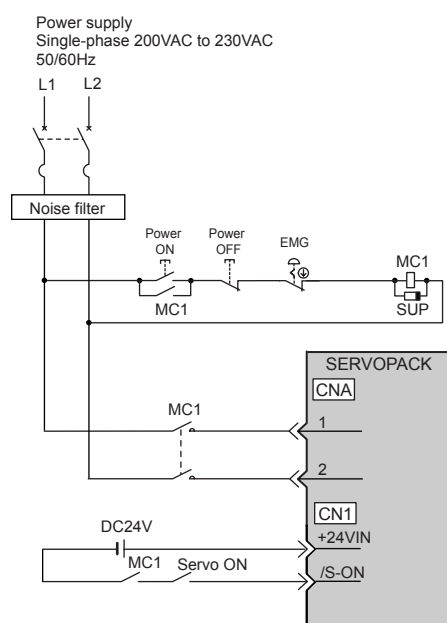 Power supply
Single-phase 200VAC to 230VAC
50/60Hz
L1 L2
Noise filter
Power ON
Power OFF
EMG
MC1
MC1
SUP
SERVOPACK
CNA
MC1
1
2
CN1
DC24V
+24VIN
MC1 Servo ON
/S-ON